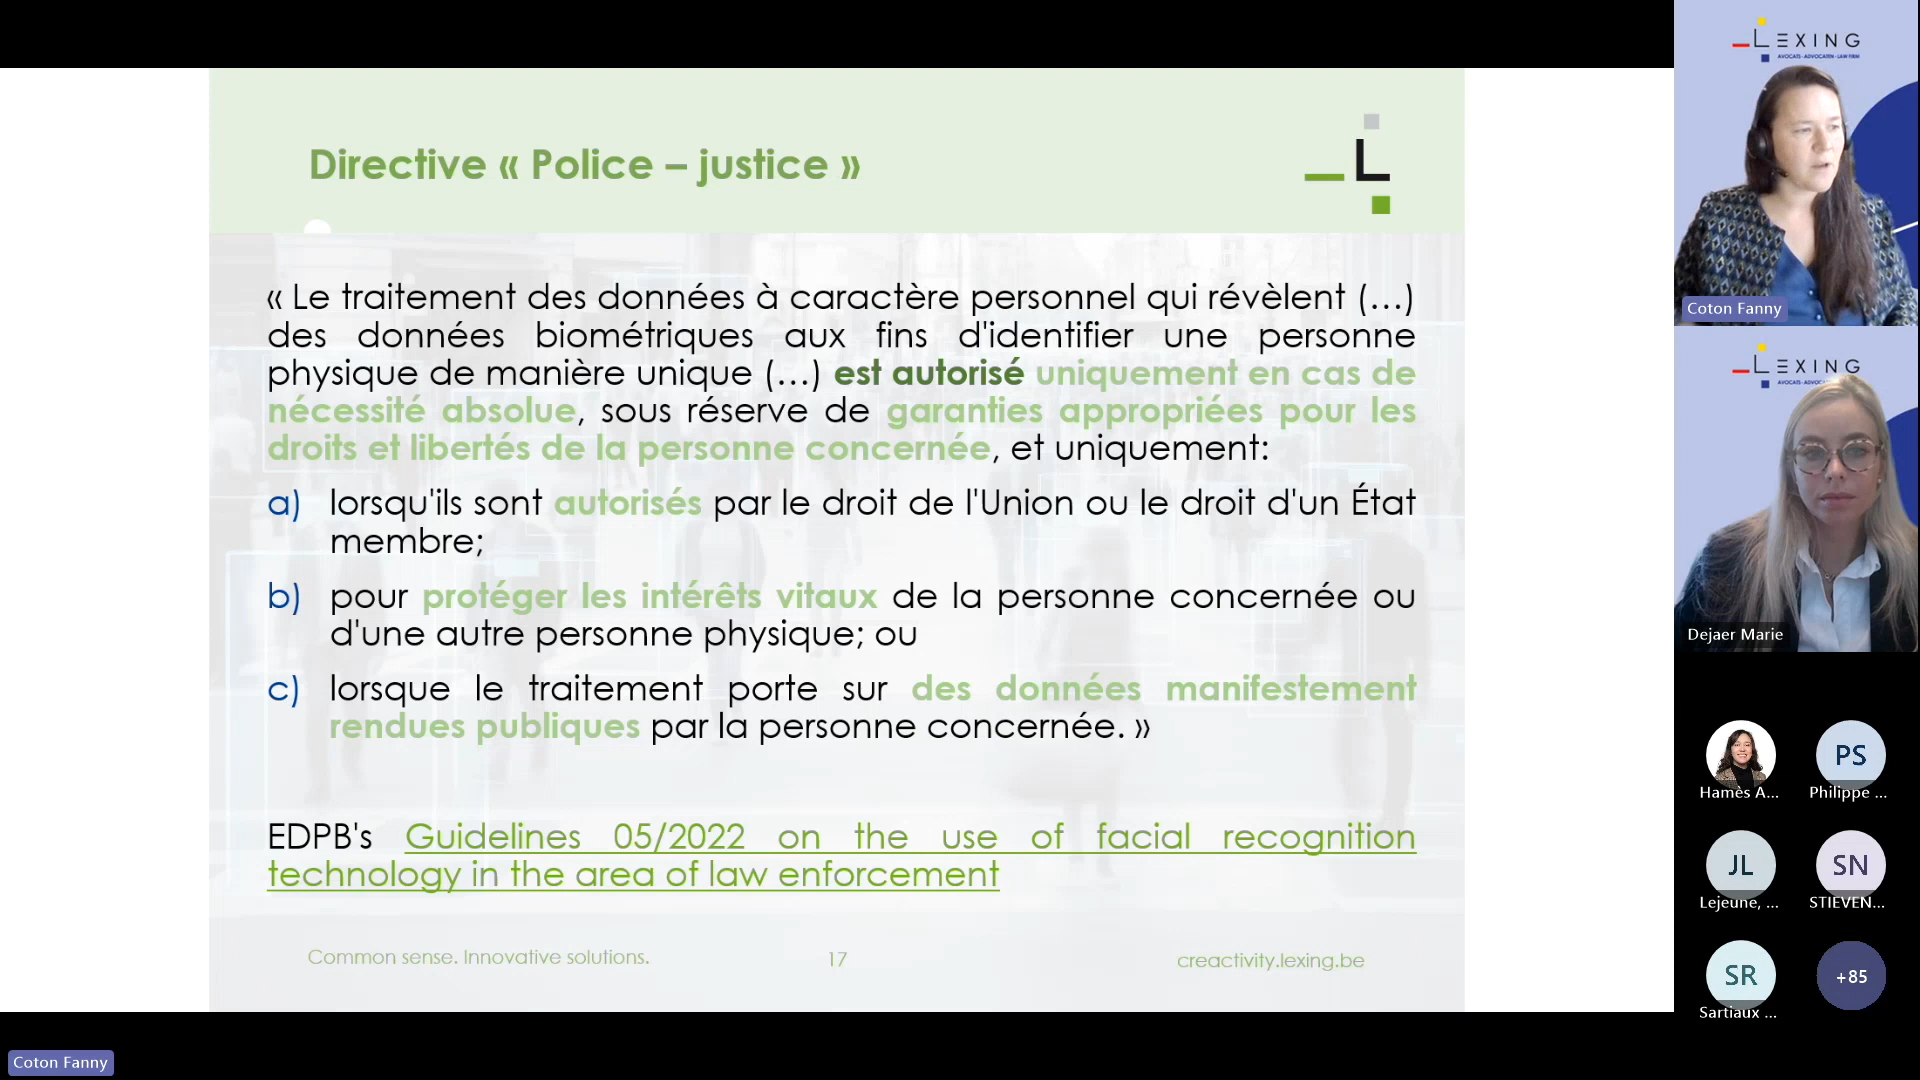 Directive « Police – justice »
L
« Le traitement des données à caractère personnel qui révèlent (…)
des données biométriques aux fins d'identifier une personne
physique de manière unique (…) est autorisé uniquement en cas de
nécessité absolue, sous réserve de garanties appropriées pour les
droits et libertés de la personne concernée, et uniquement:
a) lorsqu'ils sont autorisés par le droit de l'Union ou le droit d'un État
membre;
b) pour protéger les intérêts vitaux de la personne concernée ou
d'une autre personne physique; ou
c) lorsque le traitement porte sur des données manifestement
rendues publiques par la personne concernée. »
EDPB's Guidelines 05/2022 on the use of facial recognition
technology in the area of law enforcement
Common sense. Innovative solutions.
17
creactivity.lexing.be
LEXING
AVOCATS - ADVOCATEN - LAW FIRM
Coton Fanny
LEXING
Dejaer Marie
Hamès A...
PS
Philippe ...
JL
Lejeune, ...
SN
STIEVEN...
SR
Sartiaux ...
+85
Coton Fanny